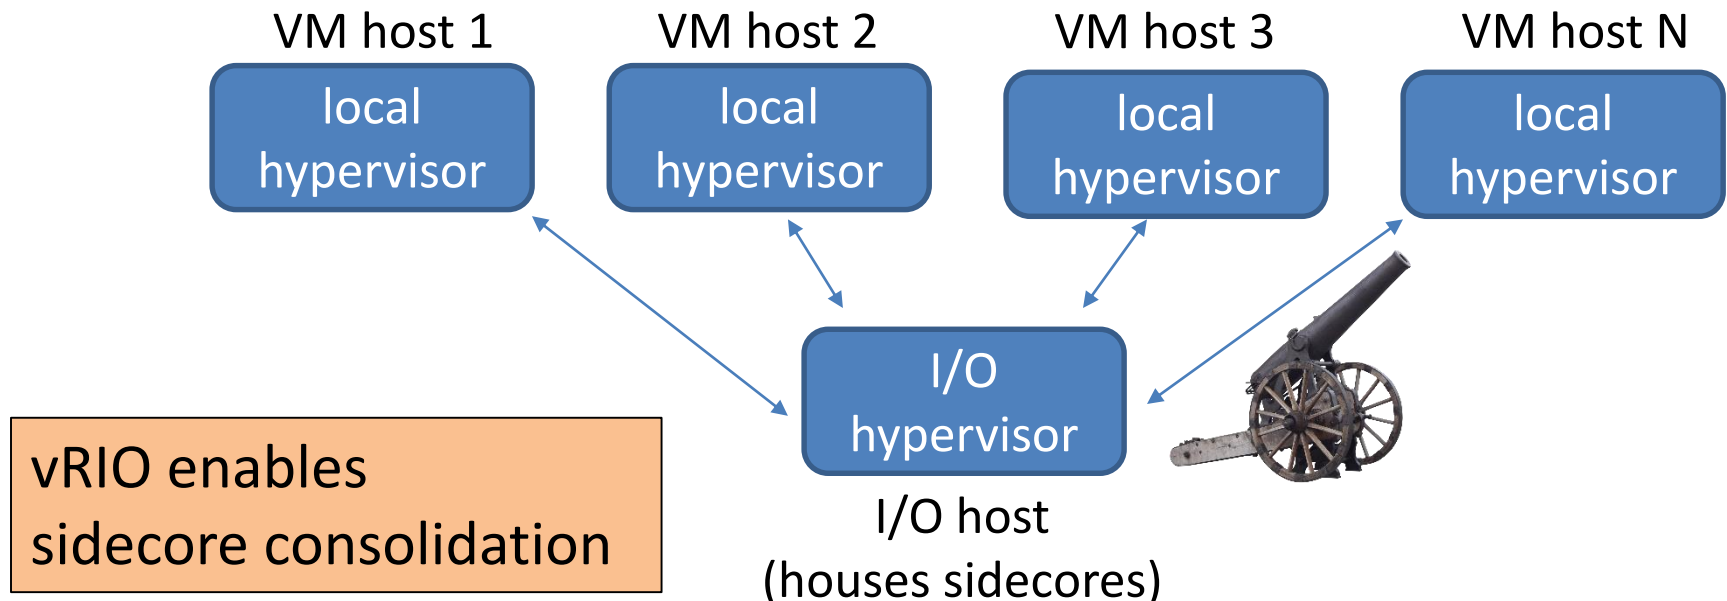 VM host 1
VM host 2
VM host 3
VM host N
local
hypervisor
local
hypervisor
local
hypervisor
local
hypervisor
I/O
hypervisor
I/O host
(houses sidecores)
vRIO enables
sidecore consolidation